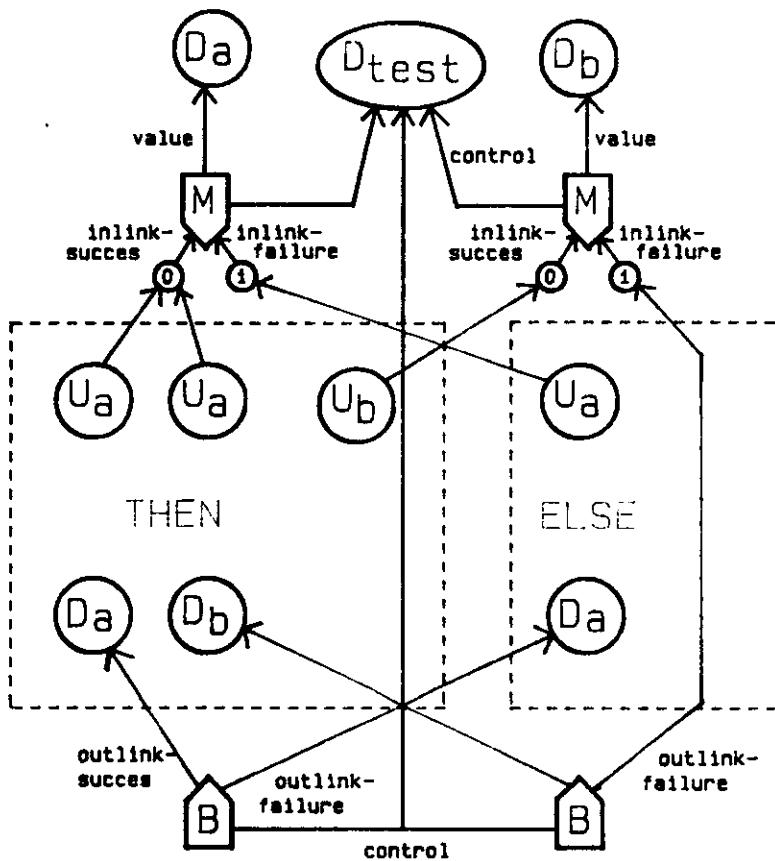 Da
Dtest
Db
value
control
value
M
M
inlink-
succes
inlink-
failure
inlink-
succes
inlink-
failure
0
1
0
1
Ua
Ua
Ub
Ua
THEN
ELSE
Da
Db
Da
outlink-
succes
outlink-
failure
outlink-
failure
B
B
control